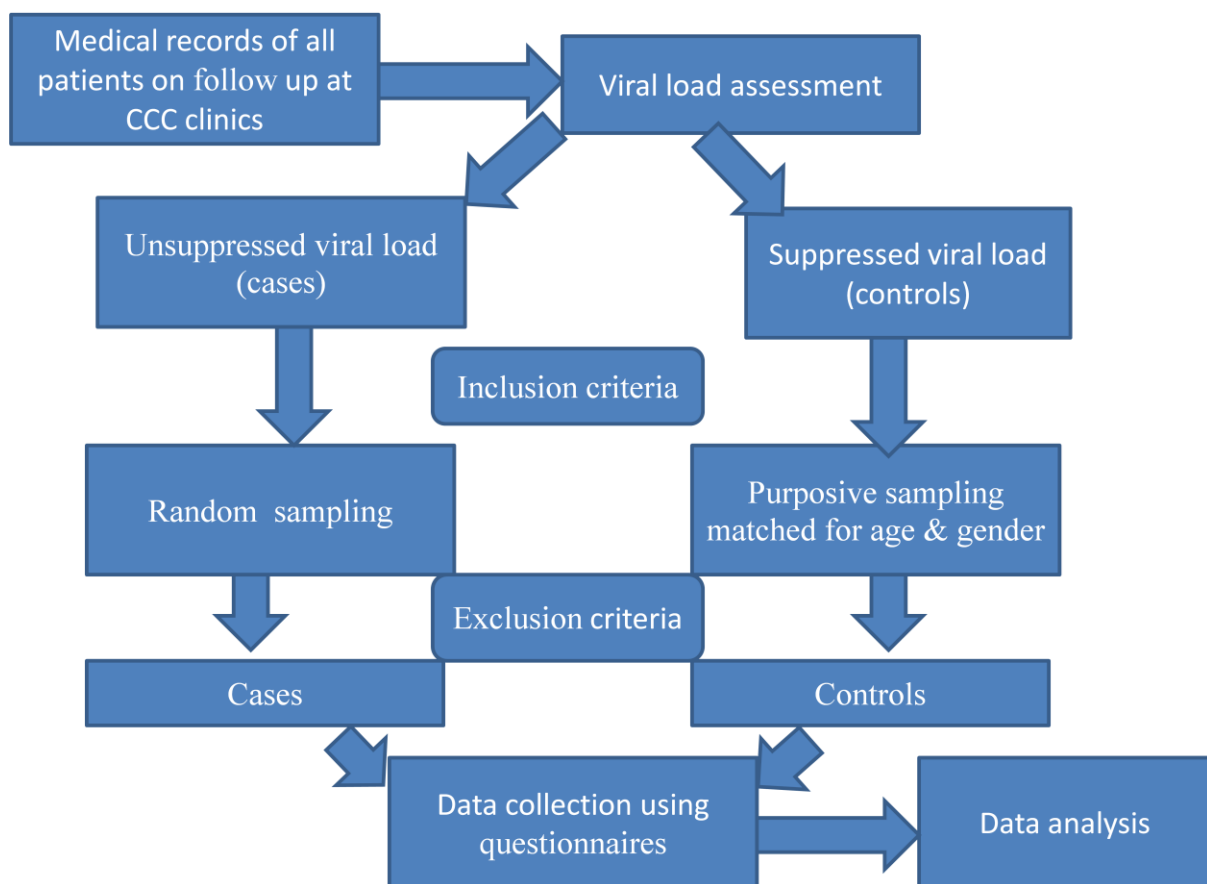 Medical records of all
patients on follow up at
CCC clinics
Viral load assessment
Unsuppressed viral load
(cases)
Suppressed viral load
(controls)
Inclusion criteria
Random  sampling
Purposive sampling
matched for age & gender
Exclusion criteria
Cases
Controls
Data collection using
questionnaires
Data analysis